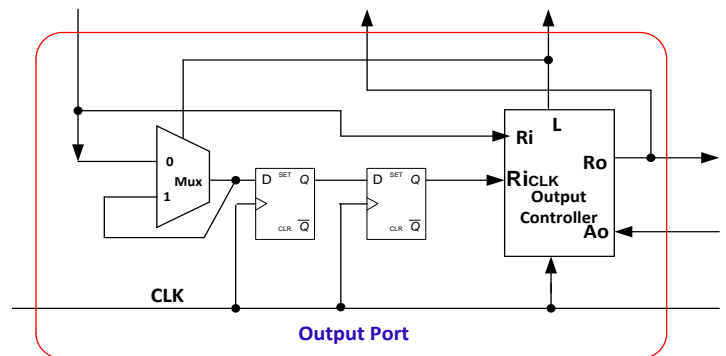 L
Ri
0
Mux
1
D SET Q
CLR Q
D SET Q
CLR Q
Ro
RiCLK
Output
Controller
Ao
CLK
Output Port